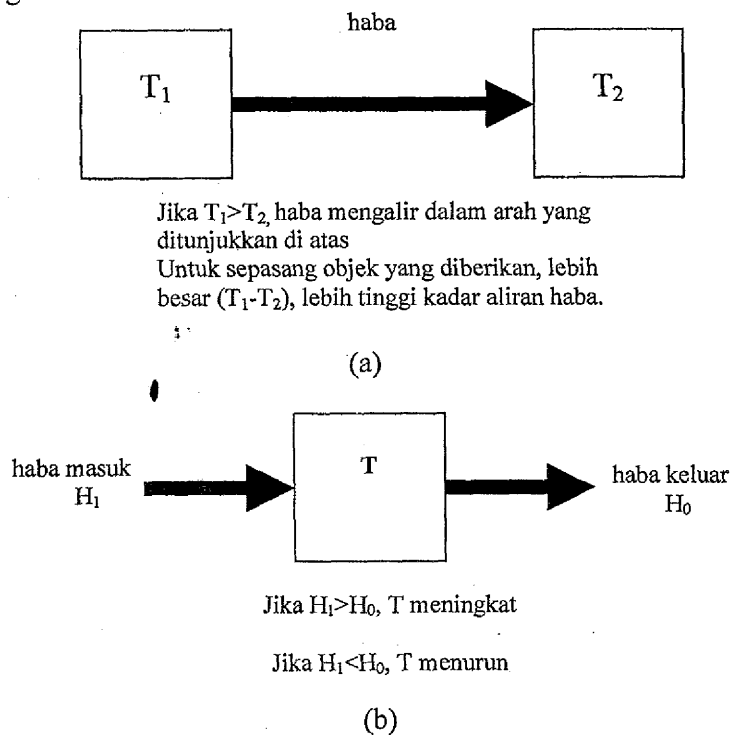 haba
T₁
T₂
Jika T₁>T₂, haba mengalir dalam arah yang
ditunjukkan di atas
Untuk sepasang objek yang diberikan, lebih
besar (T₁-T₂), lebih tinggi kadar aliran haba.
(a)
haba masuk
H₁
T
haba keluar
H₀
Jika H₁>H₀, T meningkat
Jika H₁<H₀, T menurun
(b)